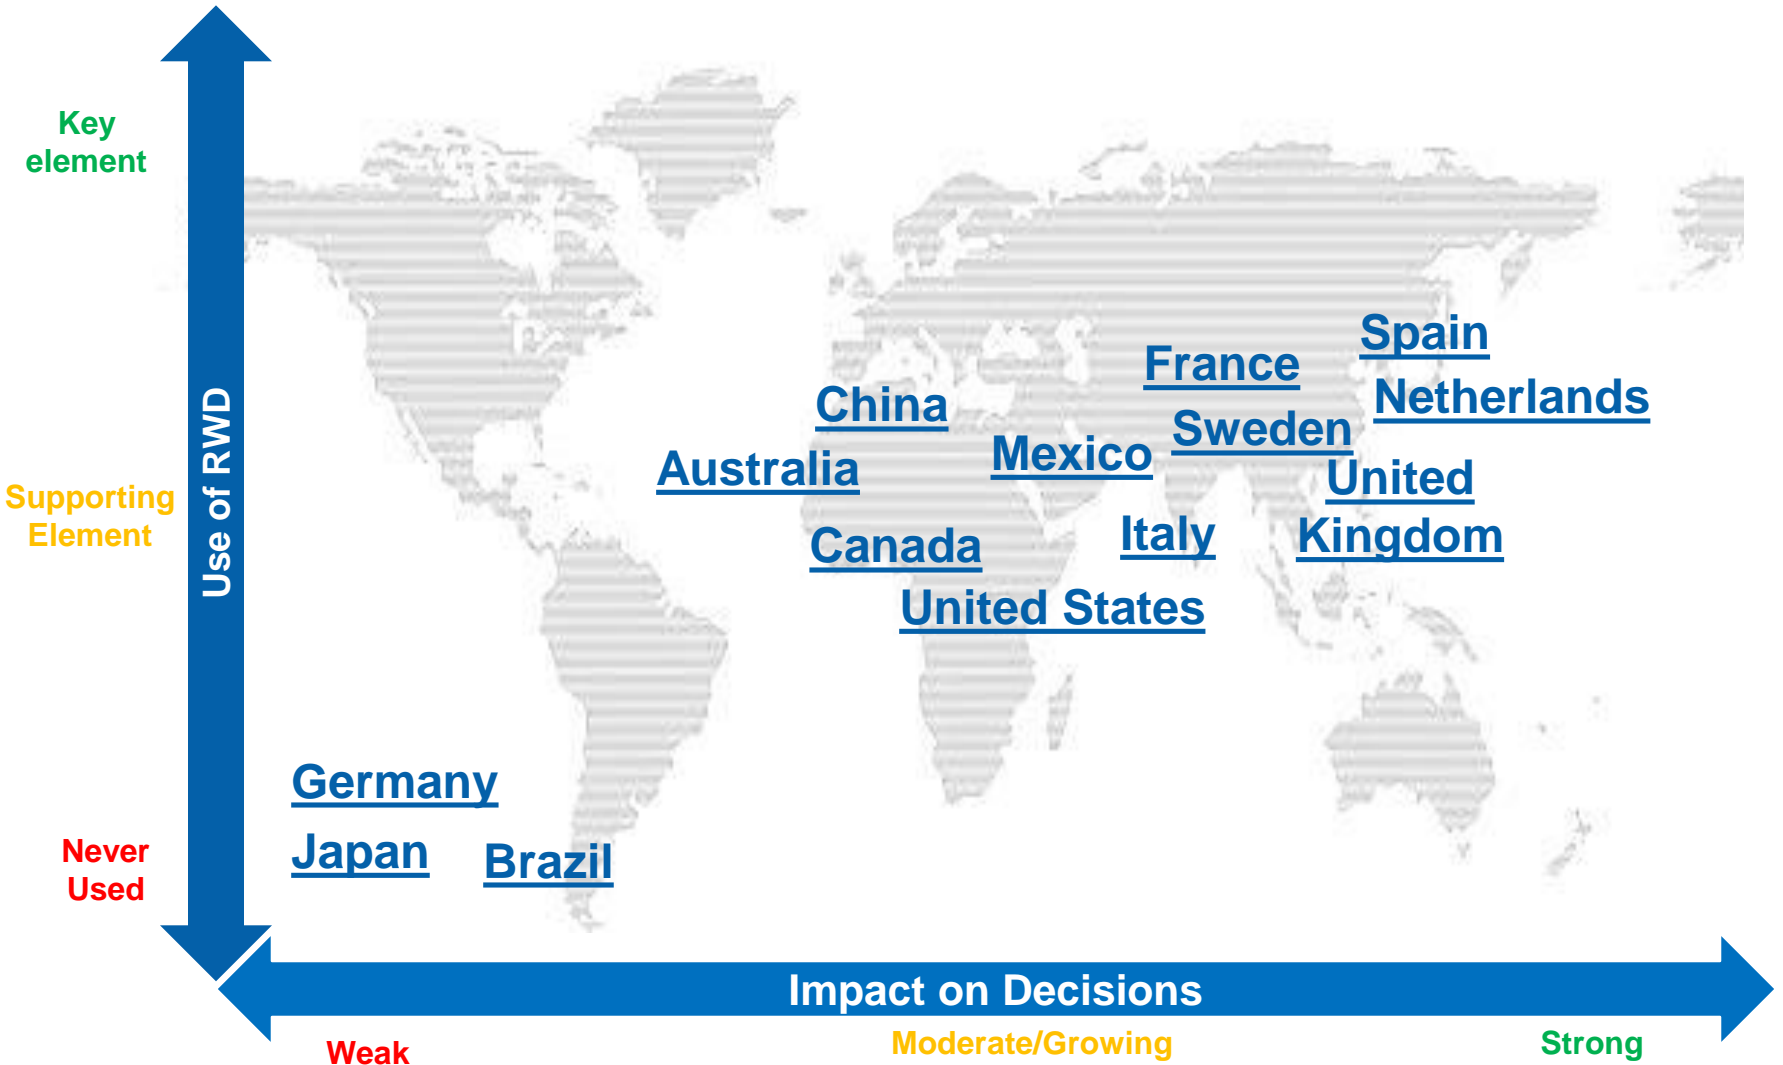 Key
element
Spain
France
Netherlands
China
Sweden
Mexico
Australia
United
Kingdom
Supporting
Element
Use of RWD
Italy
Canada
United States
Germany
Japan
Brazil
Never
Used
Impact on Decisions
Weak
Moderate/Growing
Strong